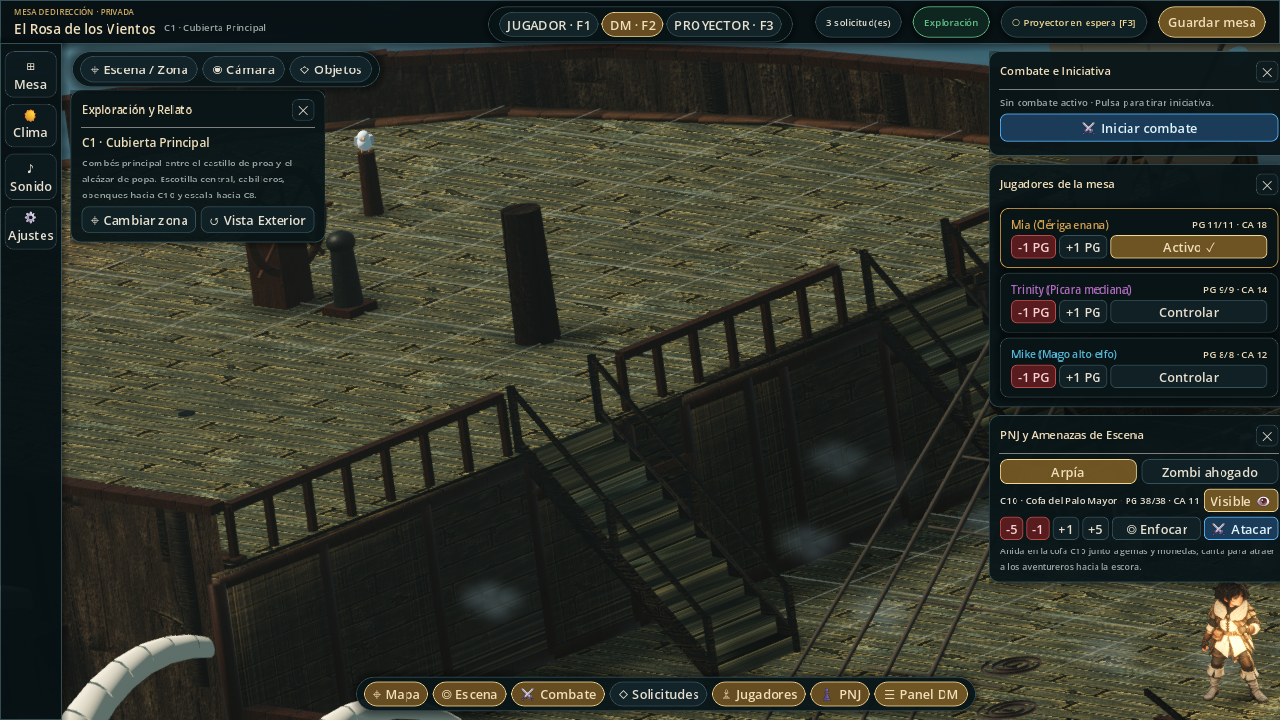 MESA DE DIRECCIÓN · PRIVADA
El Rosa de los Vientos C1 · Cubierta Principal
JUGADOR · F1 DM · F2 PROYECTOR · F3
3 solicitud(es) Exploración Proyector en espera [F3] Guardar mesa
Mesa
Clima
Sonido
Ajustes
Escena / Zona Cámara Objetos
Exploración y Relato
C1 · Cubierta Principal
Combés principal entre el castillo de proa y el
alcázar de popa. Escotilla central, cabilleros,
obenques hacia C10 y escala hacia C8.
Cambiar zona Vista Exterior
Combate e Iniciativa
Sin combate activo · Pulsa para tirar iniciativa.
Iniciar combate
Jugadores de la mesa
Mia (Clériga enana) PG 11/11 · CA 18
-1 PG +1 PG Activo ✓
Trinity (Pícara mediana) PG 9/9 · CA 14
-1 PG +1 PG Controlar
Mike (Mago alto elfo) PG 8/8 · CA 12
-1 PG +1 PG Controlar
PNJ y Amenazas de Escena
Arpía Zombi ahogado
C10 · Cofa del Palo Mayor PG 38/38 · CA 11 Visible
-5 -1 +1 +5 Enfocar Atacar
Anida en la cofa C10 junto a gemas y monedas; canta para atraer
a los aventureros hacia la escora.
Mapa Escena Combate Solicitudes Jugadores PNJ Panel DM